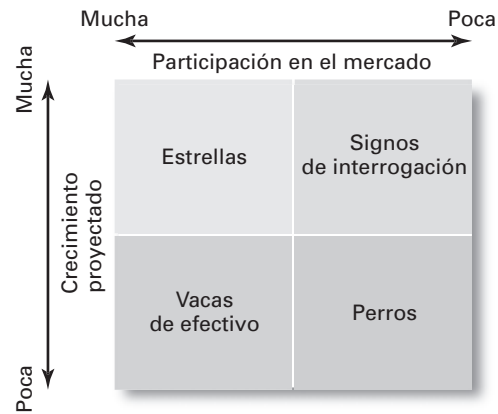 Mucha
Poca
Participación en el mercado
Mucha
Crecimiento
proyectado
Poca
Estrellas
Signos
de interrogación
Vacas
de efectivo
Perros